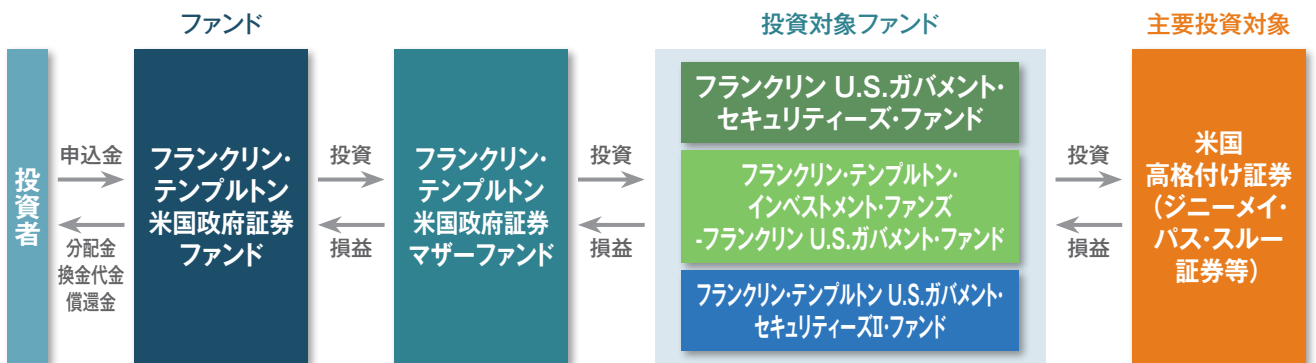 ファンド
投資対象ファンド
主要投資対象
投資者
申込金
分配金
換金代金
償還金
フランクリン・
テンプルトン
米国政府証券
ファンド
投資
損益
フランクリン・
テンプルトン
米国政府証券
マザーファンド
投資
損益
フランクリン U.S.ガバメント・
セキュリティーズ・ファンド
フランクリン・テンプルトン・
インベストメント・ファンズ
-フランクリン U.S.ガバメント・ファンド
フランクリン・テンプルトン U.S.ガバメント・
セキュリティーズⅡ・ファンド
投資
損益
米国
高格付け証券
（ジニーメイ・
パス・スルー
証券等）